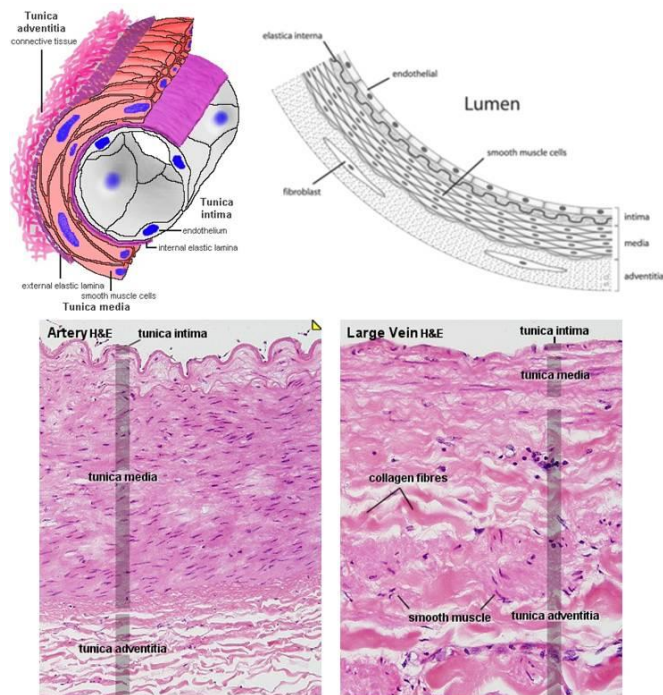 Tunica
adventitia
connective tissue
Tunica
intima
endothelium
internal elastic lamina
external elastic lamina
smooth muscle cells
Tunica media
elastica interna
endothelial
Lumen
smooth muscle cells
fibroblast
intima
media
adventitia
Artery H&E
tunica intima
tunica media
tunica adventitia
Large Vein H&E
tunica intima
tunica media
collagen fibres
smooth muscle
tunica adventitia